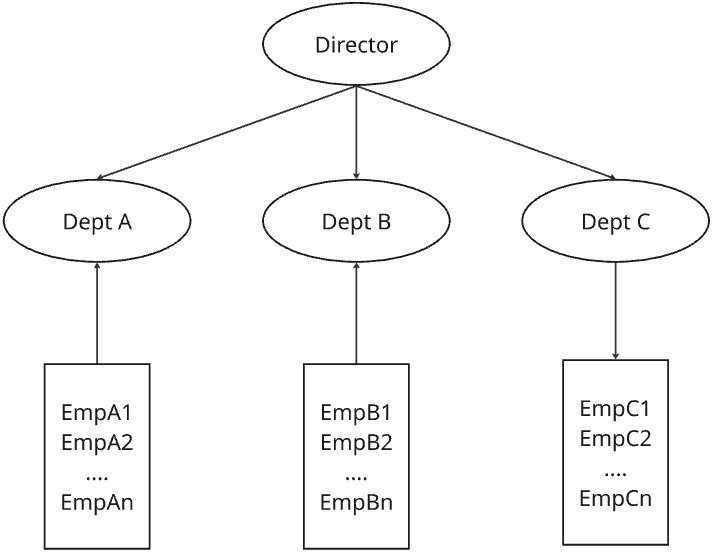 Director
Dept A
Dept B
Dept C
EmpA1
EmpA2
....
EmpAn
EmpB1
EmpB2
....
EmpBn
EmpC1
EmpC2
....
EmpCn